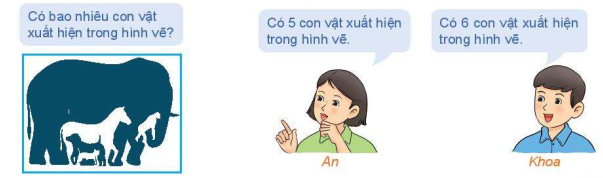 Có bao nhiêu con vật
xuất hiện trong hình vẽ?
Có 5 con vật xuất hiện
trong hình vẽ.
Có 6 con vật xuất hiện
trong hình vẽ.
An
Khoa